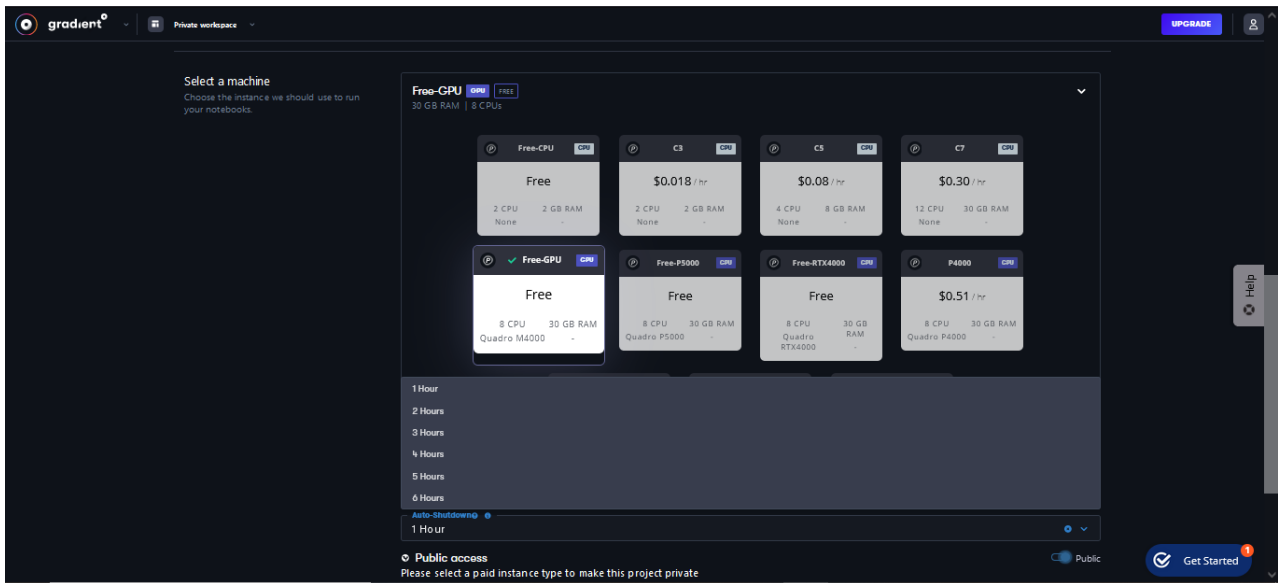 gradient
Private workspace
UPGRADE
Select a machine
Choose the instance we should use to run
your notebooks.
Free-GPU GPU FREE
30 GB RAM | 8 CPUs
Free-CPU CPU
Free
2 CPU 2 GB RAM
None -
C3 CPU
$0.018 / hr
2 CPU 2 GB RAM
None -
C5 CPU
$0.08 / hr
4 CPU 8 GB RAM
None -
C7 CPU
$0.30 / hr
12 CPU 30 GB RAM
None -
Free-GPU GPU
Free
8 CPU 30 GB RAM
Quadro M4000 -
Free-P5000 GPU
Free
8 CPU 30 GB RAM
Quadro P5000 -
Free-RTX4000 GPU
Free
8 CPU 30 GB
RAM
Quadro
RTX4000 -
P4000 GPU
$0.51 / hr
8 CPU 30 GB RAM
Quadro P4000 -
1 Hour
2 Hours
3 Hours
4 Hours
5 Hours
6 Hours
Auto-Shutdown
1 Hour
Public access
Public
Please select a paid instance type to make this project private
Help
Get Started
1